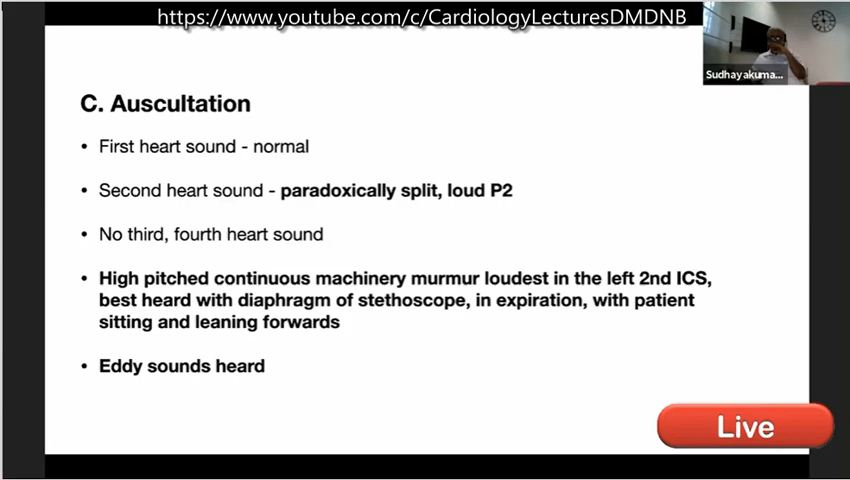 https://www.youtube.com/c/CardiologyLecturesDMDNB
Sudhayakuma...
C. Auscultation
• First heart sound - normal
• Second heart sound - paradoxically split, loud P2
• No third, fourth heart sound
• High pitched continuous machinery murmur loudest in the left 2nd ICS,
best heard with diaphragm of stethoscope, in expiration, with patient
sitting and leaning forwards
• Eddy sounds heard
Live